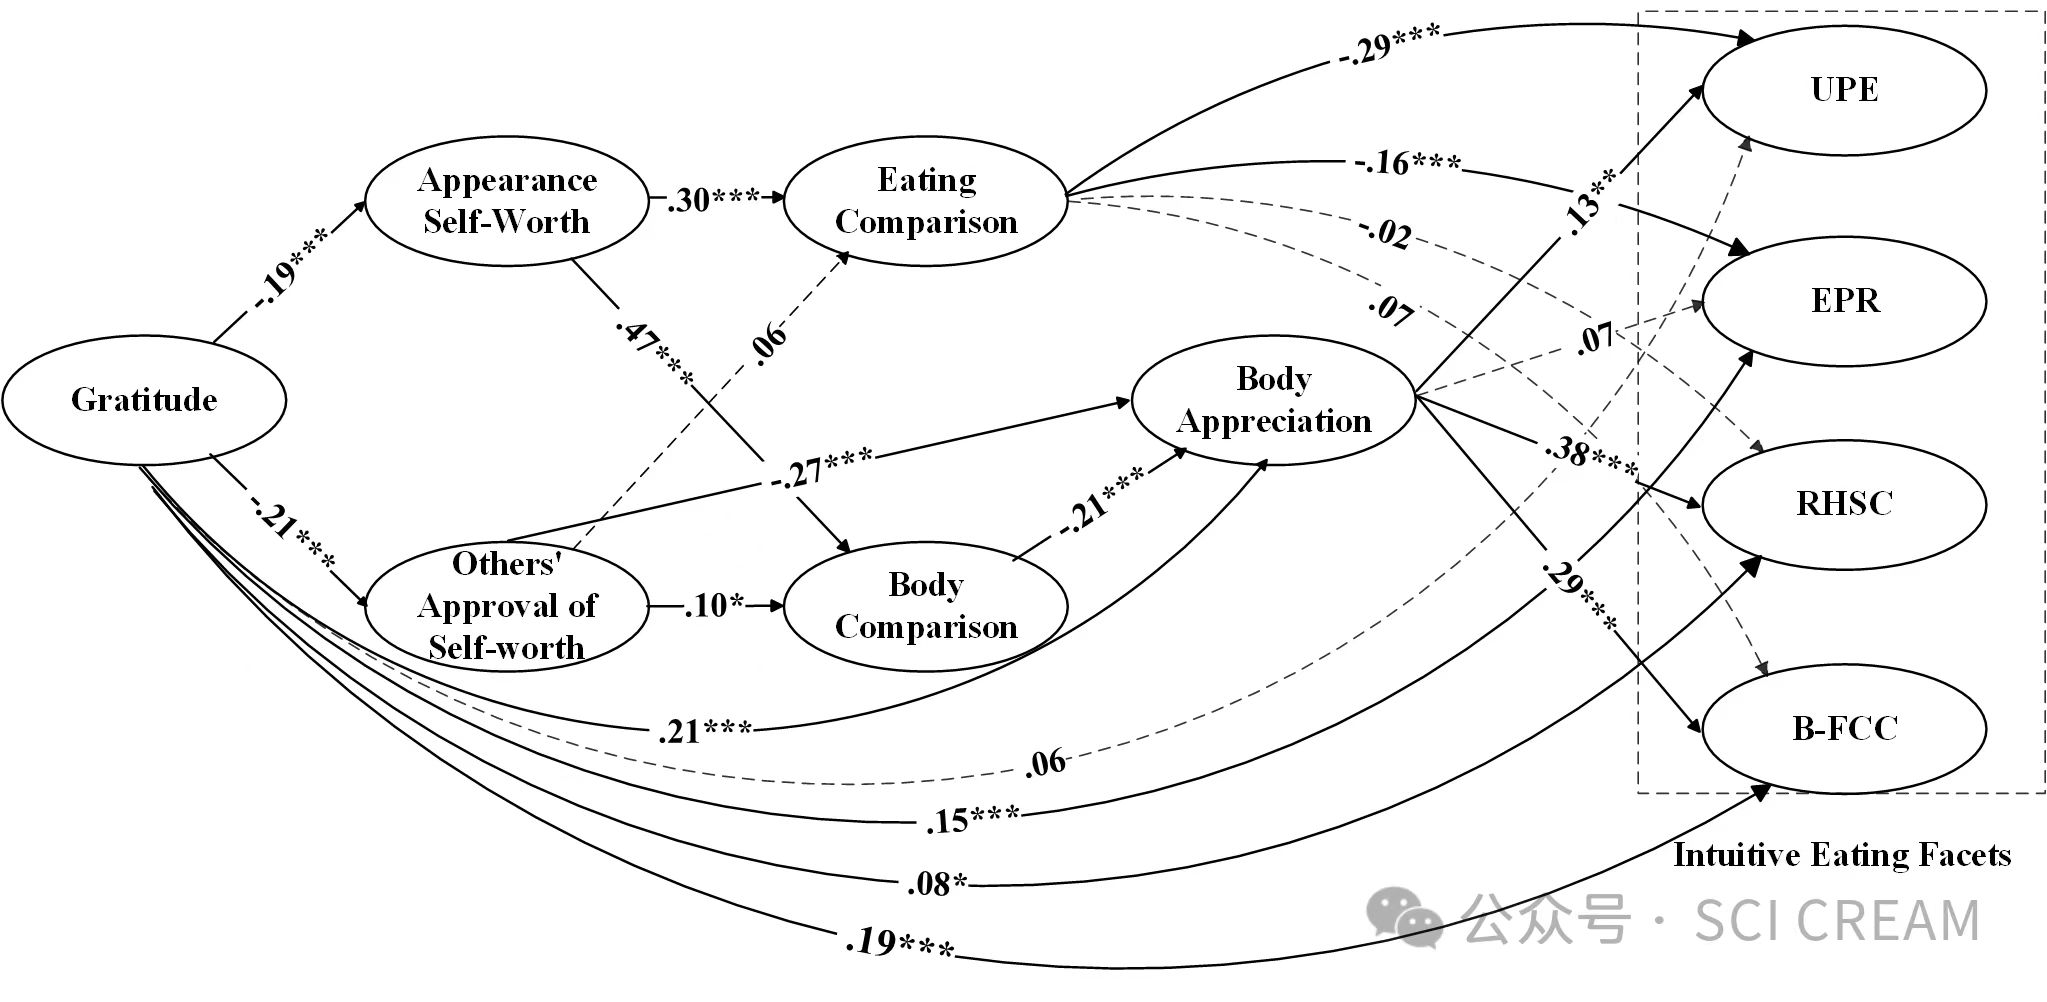 -.29***
UPE
Appearance
Self-Worth
.30***
Eating
Comparison
-.16***
.13**
-.02
-.19***
.07
EPR
.47***
.06
.07
Gratitude
Body
Appreciation
-.27***
.38***
-.21***
-.21***
RHSC
Others'
Approval of
Self-worth
.10*
Body
Comparison
.29***
.21***
B-FCC
.06
.15***
.08*
Intuitive Eating Facets
.19***
公众号 · SCI CREAM